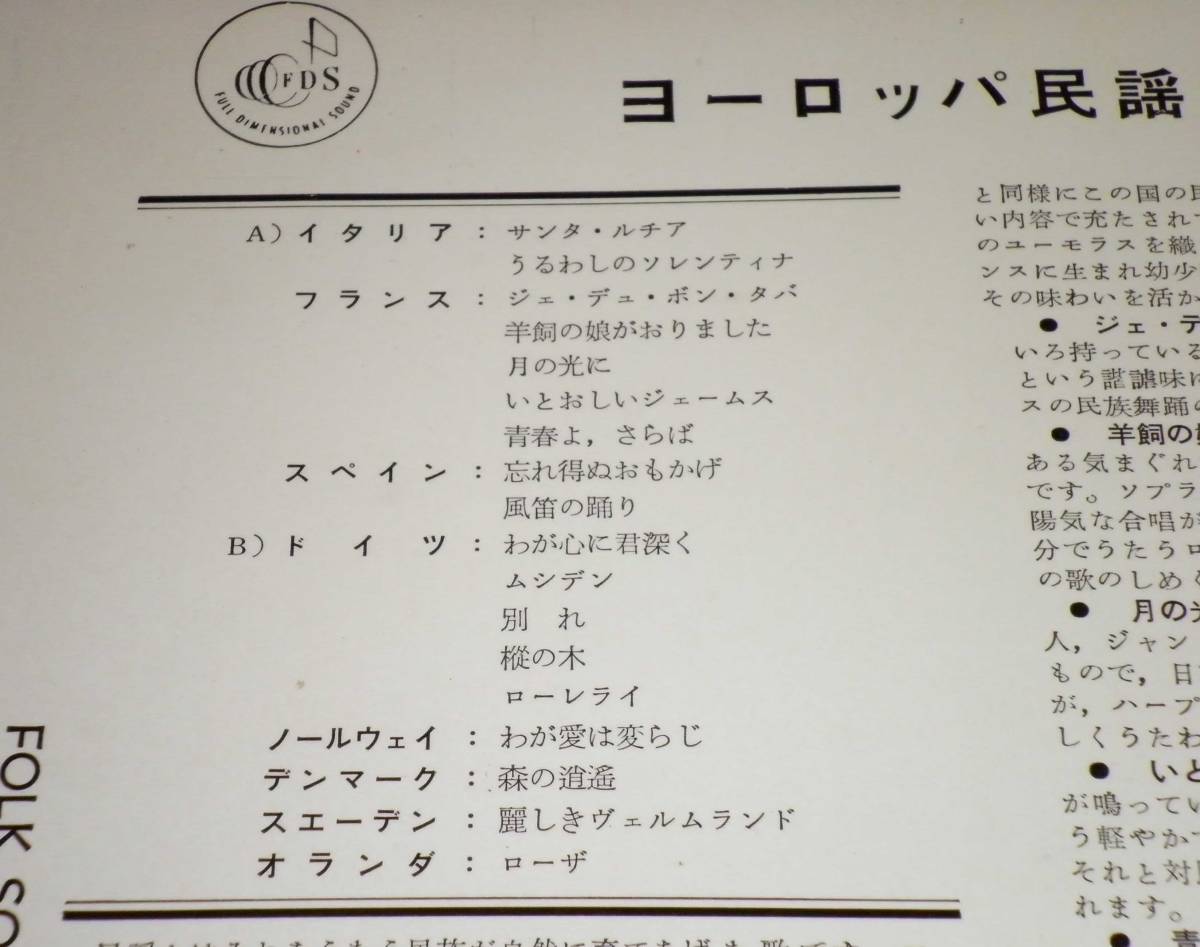 FDS
FULL DIMENSIONAL SOUND
ヨーロッパ民謡
A)イタリア:サンタ・ルチア
うるわしのソレンティナ
フランス:ジェ・デュ・ボン・タバ
羊飼の娘がおりました
月の光に
いとおしいジェームス
青春よ，さらば
スペイン:忘れ得ぬおもかげ
風笛の踊り
B)ドイツ:わが心に君深く
ムシデン
別れ
樅の木
ローレライ
ノールウェイ:わが愛は変らじ
デンマーク:森の逍遙
スエーデン:麗しきヴェルムランド
オランダ:ローザ
と同様にこの国の
い内容で充たされ
のユーモラスを織
ンスに生まれ幼少
その味わいを活か
● ジェ・デ
いろ持っている
という諧謔味に
スの民族舞踊の
● 羊飼の
ある気まぐれ
です。ソプラ
陽気な合唱が
分でうたうロ
の歌のしめく
● 月の光
人，ジャン
もので，日
が，ハープ
しくうたわ
● いと
が鳴ってい
う軽やかで
それと対
れます。
● 青
FOLK SO